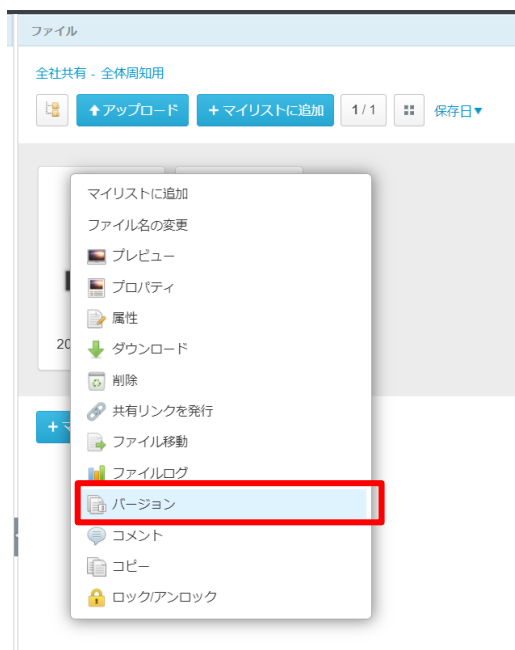 ファイル
全社共有 - 全体周知用
アップロード +マイリストに追加 1 / 1 保存日▼
マイリストに追加
ファイル名の変更
プレビュー
プロパティ
属性
20
ダウンロード
削除
共有リンクを発行
+マ
ファイル移動
ファイルログ
バージョン
コメント
コピー
ロック/アンロック